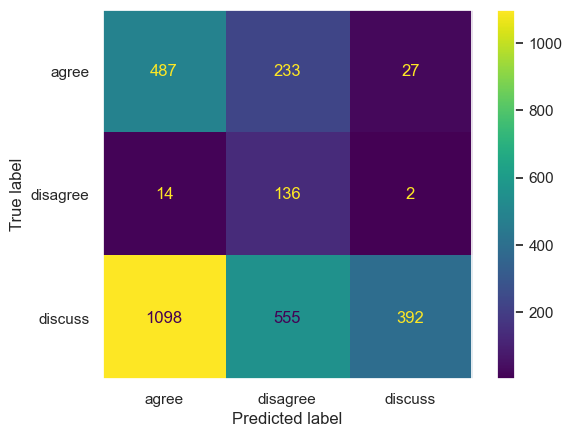 agree 487 233 27
disagree 14 136 2
discuss 1098 555 392
agree disagree discuss
Predicted label
True label
1000
800
600
400
200